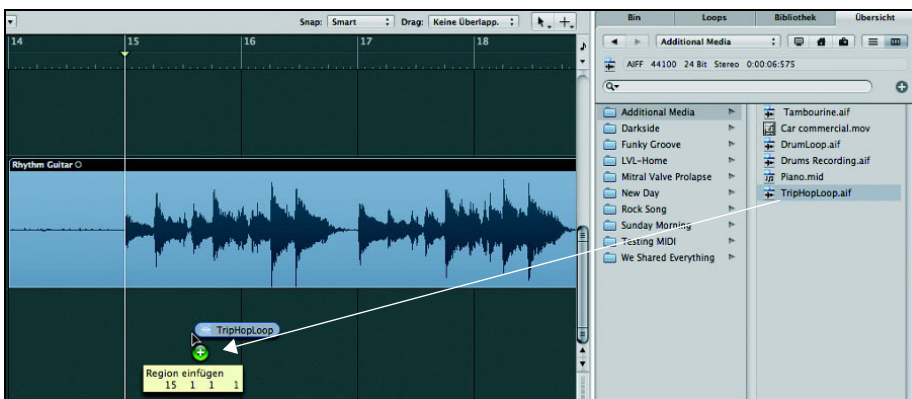 Snap: Smart Drag: Keine Überlapp.
14 15 16 17 18
Rhythm Guitar
TripHopLoop
Region einfügen
15 1 1 1
Bin Loops Bibliothek Übersicht
Additional Media
AIFF 44100 24 Bit Stereo 0:00:06:575
Additional Media
Darkside
Funky Groove
LVL-Home
Mitral Valve Prolapse
New Day
Rock Song
Sunday Morning
Testing MIDI
We Shared Everything
Tambourine.aif
Car commercial.mov
DrumLoop.aif
Drums Recording.aif
Piano.mid
TripHopLoop.aif